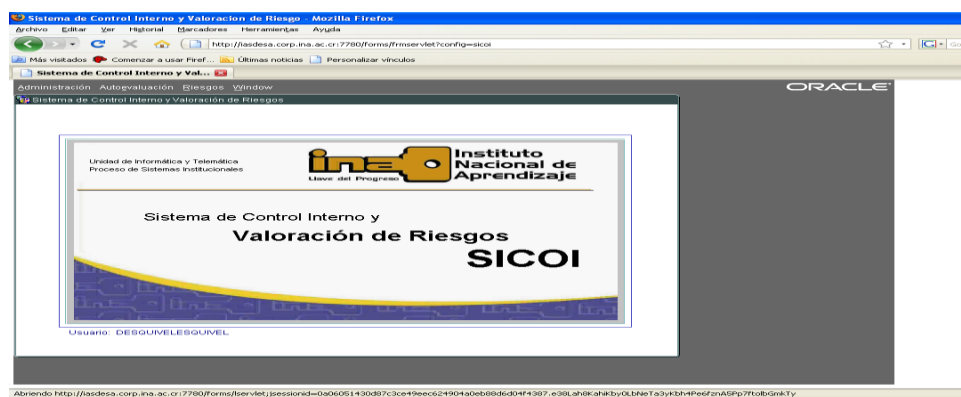 Sistema de Control Interno y Valoracion de Riesgo - Mozilla Firefox
Archivo Editar Ver Historial Marcadores Herramientas Ayuda
http://iasdesa.corp.ina.ac.cr:7780/forms/frmservlet?config=sicoi
Más visitados Comenzar a usar Firef... Últimas noticias Personalizar vínculos
Sistema de Control Interno y Val...
Administración Autoevaluación Riesgos Window
ORACLE
Sistema de Control Interno y Valoración de Riesgos
Unidad de Informática y Telemática
Proceso de Sistemas Institucionales
ina
Llave del Progreso
Instituto
Nacional de
Aprendizaje
Sistema de Control Interno y
Valoración de Riesgos
SICOI
Usuario: DESQUIVELESQUIVEL
Abriendo